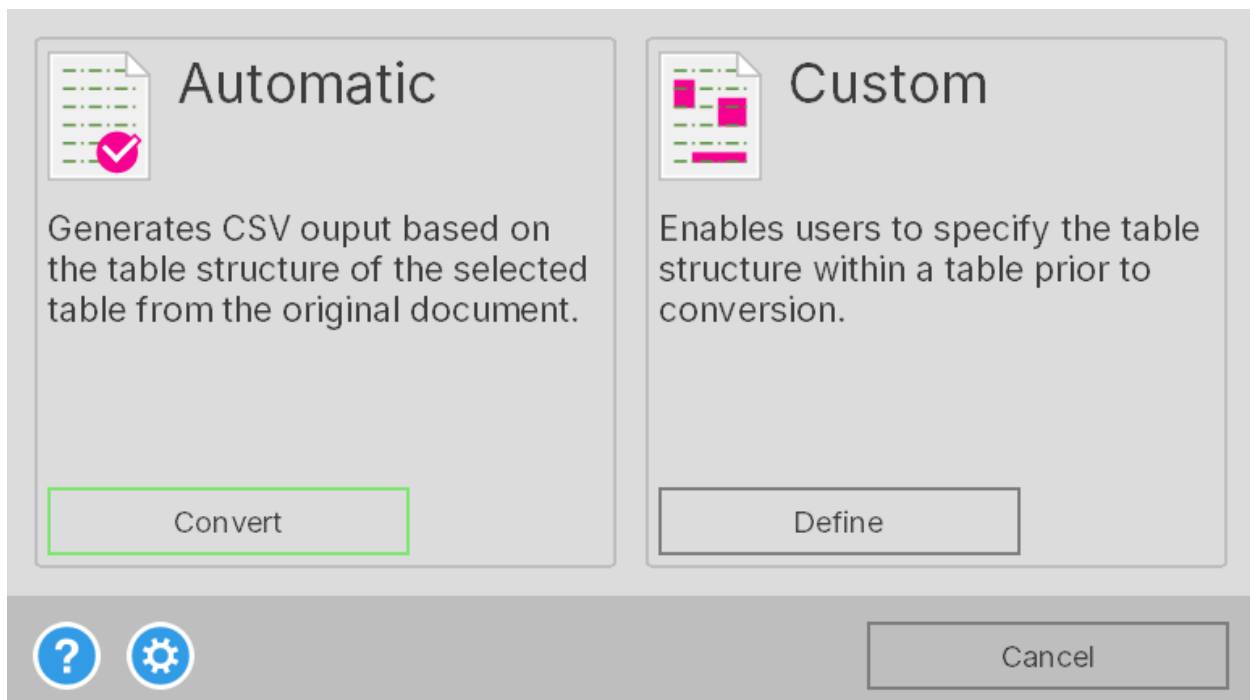 Automatic
Generates CSV ouput based on
the table structure of the selected
table from the original document.
Convert
Custom
Enables users to specify the table
structure within a table prior to
conversion.
Define
?
Cancel